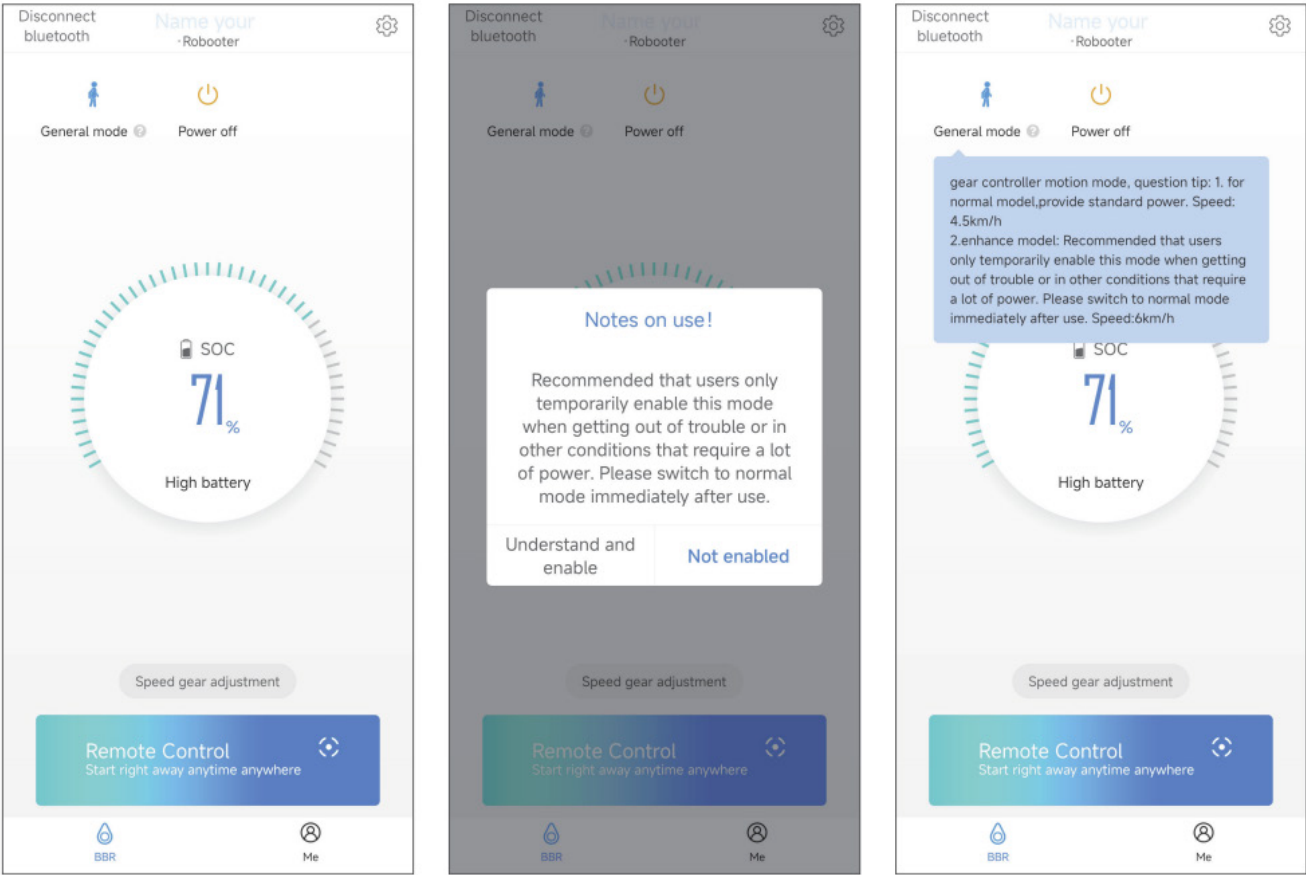 Disconnect
bluetooth
Name your
-Robooter
General mode ?
Power off
SOC
71%
High battery
Speed gear adjustment
Remote Control
Start right away anytime anywhere
BBR
Me
Disconnect
bluetooth
Name your
-Robooter
General mode ?
Power off
Notes on use!
Recommended that users only
temporarily enable this mode
when getting out of trouble or in
other conditions that require a lot
of power. Please switch to normal
mode immediately after use.
Understand and
enable
Not enabled
Speed gear adjustment
Remote Control
Start right away anytime anywhere
BBR
Me
Disconnect
bluetooth
Name your
-Robooter
General mode ?
Power off
gear controller motion mode, question tip: 1. for
normal model,provide standard power. Speed:
4.5km/h
2.enhance model: Recommended that users
only temporarily enable this mode when getting
out of trouble or in other conditions that require
a lot of power. Please switch to normal mode
immediately after use. Speed:6km/h
SOC
71%
High battery
Speed gear adjustment
Remote Control
Start right away anytime anywhere
BBR
Me